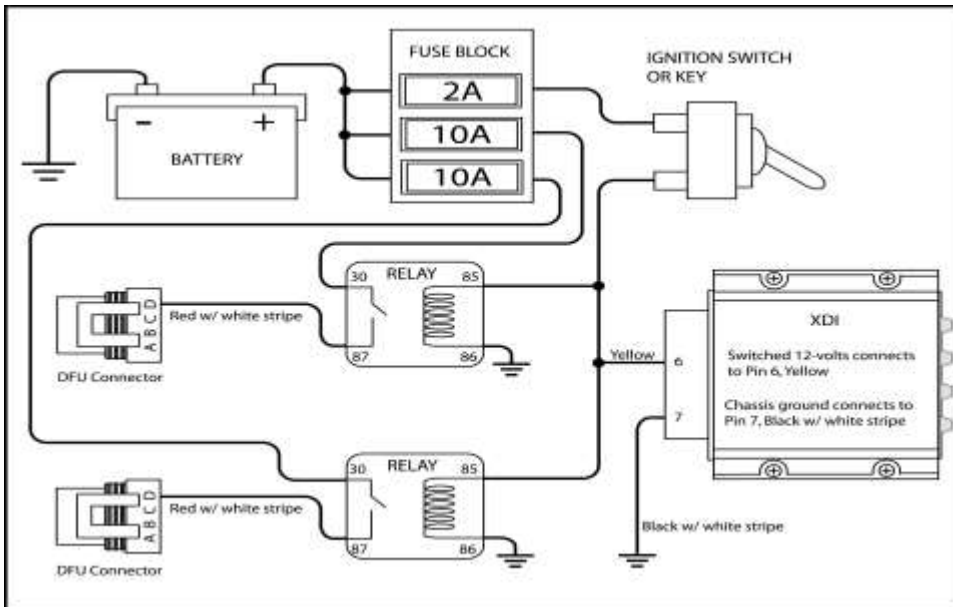 FUSE BLOCK
2A
10A
10A
IGNITION SWITCH
OR KEY
-
+
BATTERY
30
RELAY
85
87
86
D
C
B
A
Red w/ white stripe
DFU Connector
XDI
Switched 12-volts connects
to Pin 6, Yellow
Chassis ground connects to
Pin 7, Black w/ white stripe
Yellow
6
7
30
RELAY
85
87
86
D
C
B
A
Red w/ white stripe
DFU Connector
Black w/ white stripe